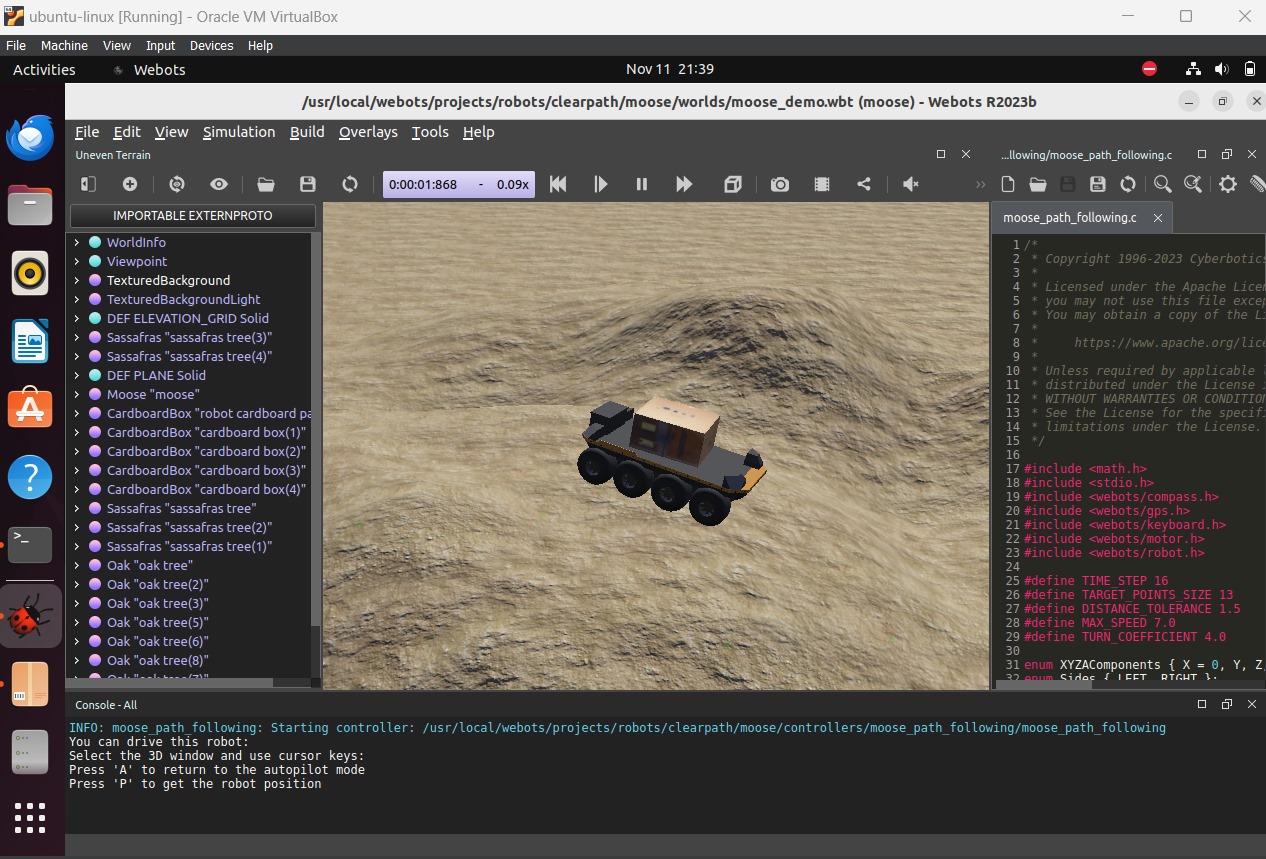 ubuntu-linux [Running] - Oracle VM VirtualBox
File Machine View Input Devices Help
Activities Webots Nov 11 21:39
/usr/local/webots/projects/robots/clearpath/moose/worlds/moose_demo.wbt (moose) - Webots R2023b
File Edit View Simulation Build Overlays Tools Help
Uneven Terrain
...llowing/moose_path_following.c
0:00:01:868 - 0.09x
IMPORTABLE EXTERNPROTO
WorldInfo
Viewpoint
TexturedBackground
TexturedBackgroundLight
DEF ELEVATION_GRID Solid
Sassafras "sassafras tree(3)"
Sassafras "sassafras tree(4)"
DEF PLANE Solid
Moose "moose"
CardboardBox "robot cardboard pa
CardboardBox "cardboard box(1)"
CardboardBox "cardboard box(2)"
CardboardBox "cardboard box(3)"
CardboardBox "cardboard box(4)"
Sassafras "sassafras tree"
Sassafras "sassafras tree(2)"
Sassafras "sassafras tree(1)"
Oak "oak tree"
Oak "oak tree(2)"
Oak "oak tree(3)"
Oak "oak tree(5)"
Oak "oak tree(6)"
Oak "oak tree(8)"
moose_path_following.c
1 /*
2 * Copyright 1996-2023 Cyberbotics
3 *
4 * Licensed under the Apache Licen
5 * you may not use this file excep
6 * You may obtain a copy of the Li
7 *
8 * https://www.apache.org/lice
9 *
10 * Unless required by applicable l
11 * distributed under the License i
12 * WITHOUT WARRANTIES OR CONDITION
13 * See the License for the specifi
14 * limitations under the License.
15 */
16
17 #include <math.h>
18 #include <stdio.h>
19 #include <webots/compass.h>
20 #include <webots/gps.h>
21 #include <webots/keyboard.h>
22 #include <webots/motor.h>
23 #include <webots/robot.h>
24
25 #define TIME_STEP 16
26 #define TARGET_POINTS_SIZE 13
27 #define DISTANCE_TOLERANCE 1.5
28 #define MAX_SPEED 7.0
29 #define TURN_COEFFICIENT 4.0
30
31 enum XYZAComponents { X = 0, Y, Z,
32 enum Sides { LEFT, RIGHT };
Console - All
INFO: moose_path_following: Starting controller: /usr/local/webots/projects/robots/clearpath/moose/controllers/moose_path_following/moose_path_following
You can drive this robot:
Select the 3D window and use cursor keys:
Press 'A' to return to the autopilot mode
Press 'P' to get the robot position